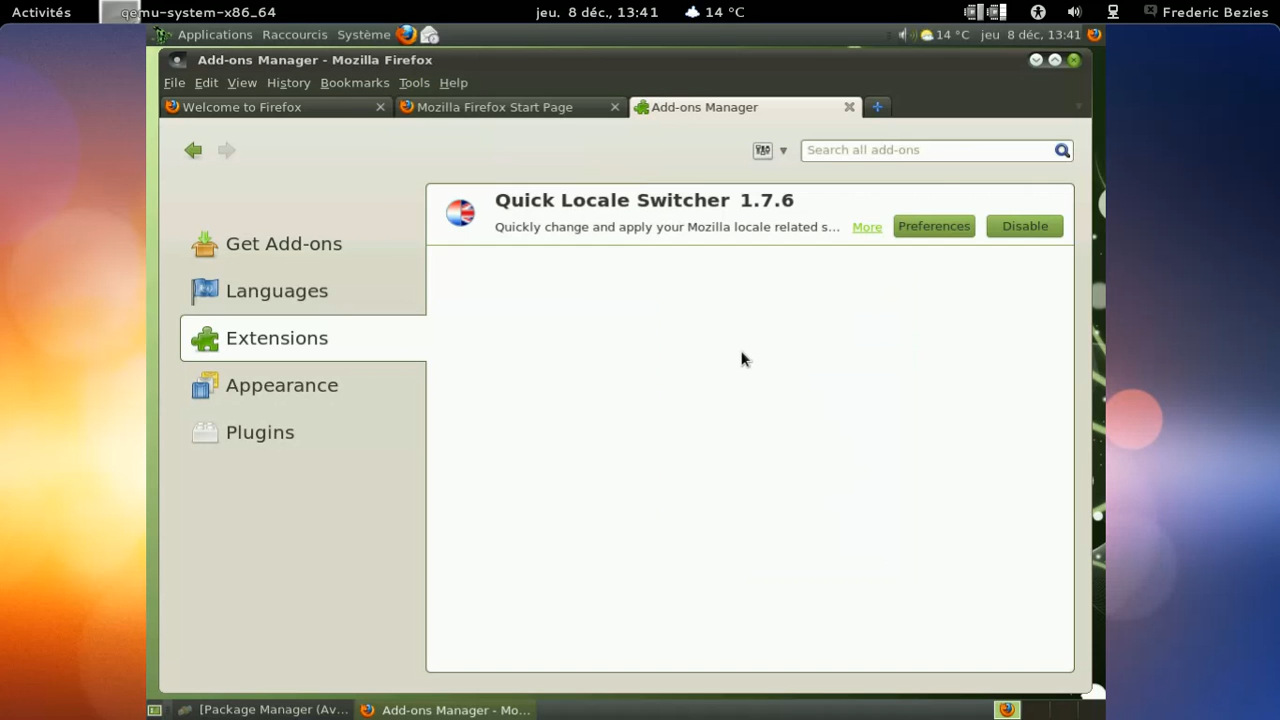 Activités qemu-system-x86_64 jeu. 8 déc, 13:41 14 °C Frederic Bezies
Applications Raccourcis Système 14 °C jeu 8 déc, 13:41
Add-ons Manager - Mozilla Firefox
File Edit View History Bookmarks Tools Help
Welcome to Firefox Mozilla Firefox Start Page Add-ons Manager
Search all add-ons
Quick Locale Switcher 1.7.6
Quickly change and apply your Mozilla locale related s... More Preferences Disable
Get Add-ons
Languages
Extensions
Appearance
Plugins
[Package Manager (Av... Add-ons Manager - Mo...